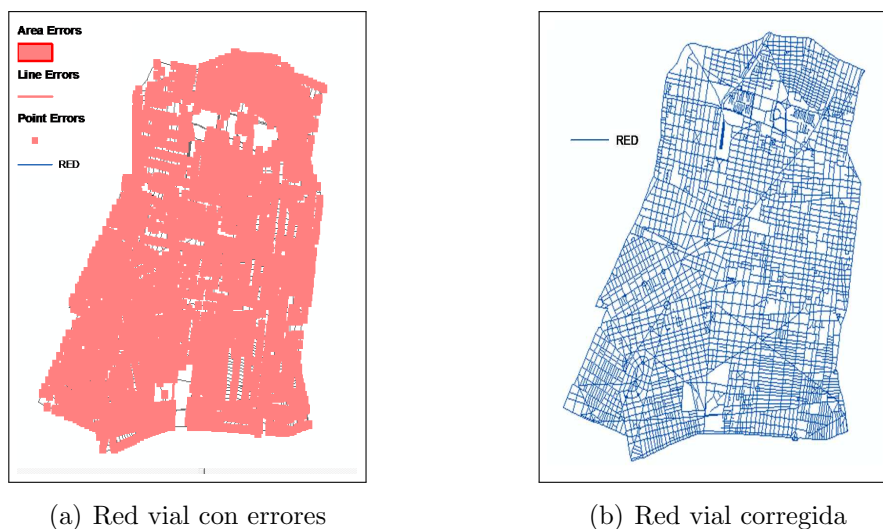 Area Errors
Line Errors
Point Errors
RED
RED
(a) Red vial con errores
(b) Red vial corregida